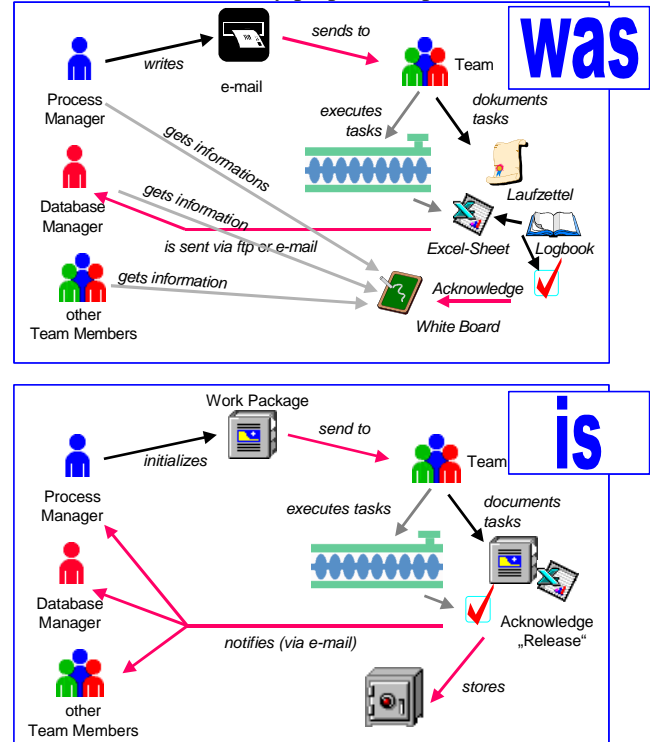 was
sends to
writes
e-mail
Team
Process
Manager
executes
tasks
dokuments
tasks
gets informations
Laufzettel
Database
Manager
gets information
is sent via ftp or e-mail
Excel-Sheet
Logbook
gets information
Acknowledge
other
Team Members
White Board
is
Work Package
send to
initializes
Team
Process
Manager
executes tasks
documents
tasks
Database
Manager
Acknowledge
„Release“
notifies (via e-mail)
stores
other
Team Members